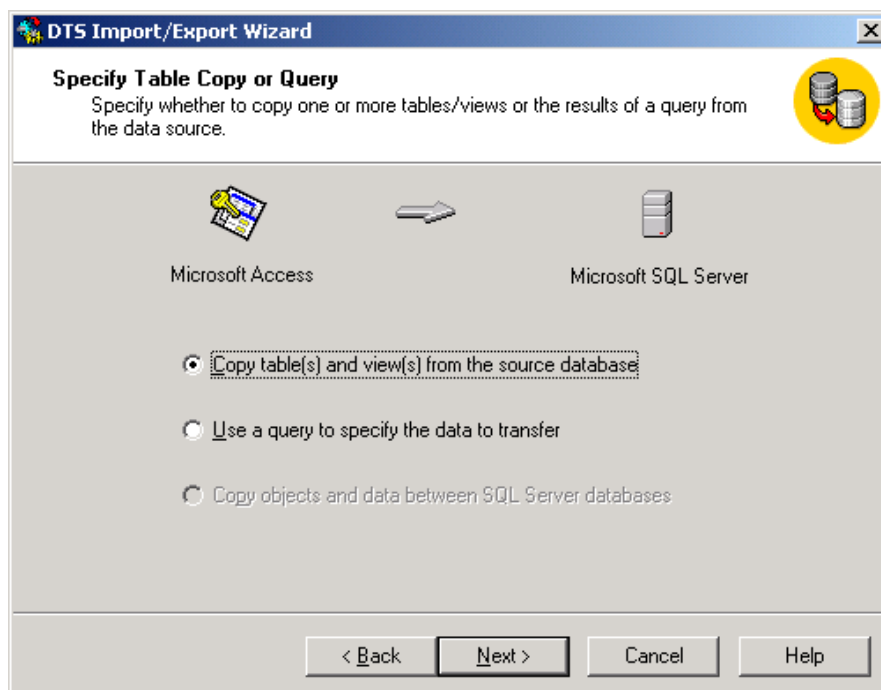 DTS Import/Export Wizard
Specify Table Copy or Query
Specify whether to copy one or more tables/views or the results of a query from
the data source.
Microsoft Access
Microsoft SQL Server
Copy table(s) and view(s) from the source database
Use a query to specify the data to transfer
Copy objects and data between SQL Server databases
< Back
Next >
Cancel
Help